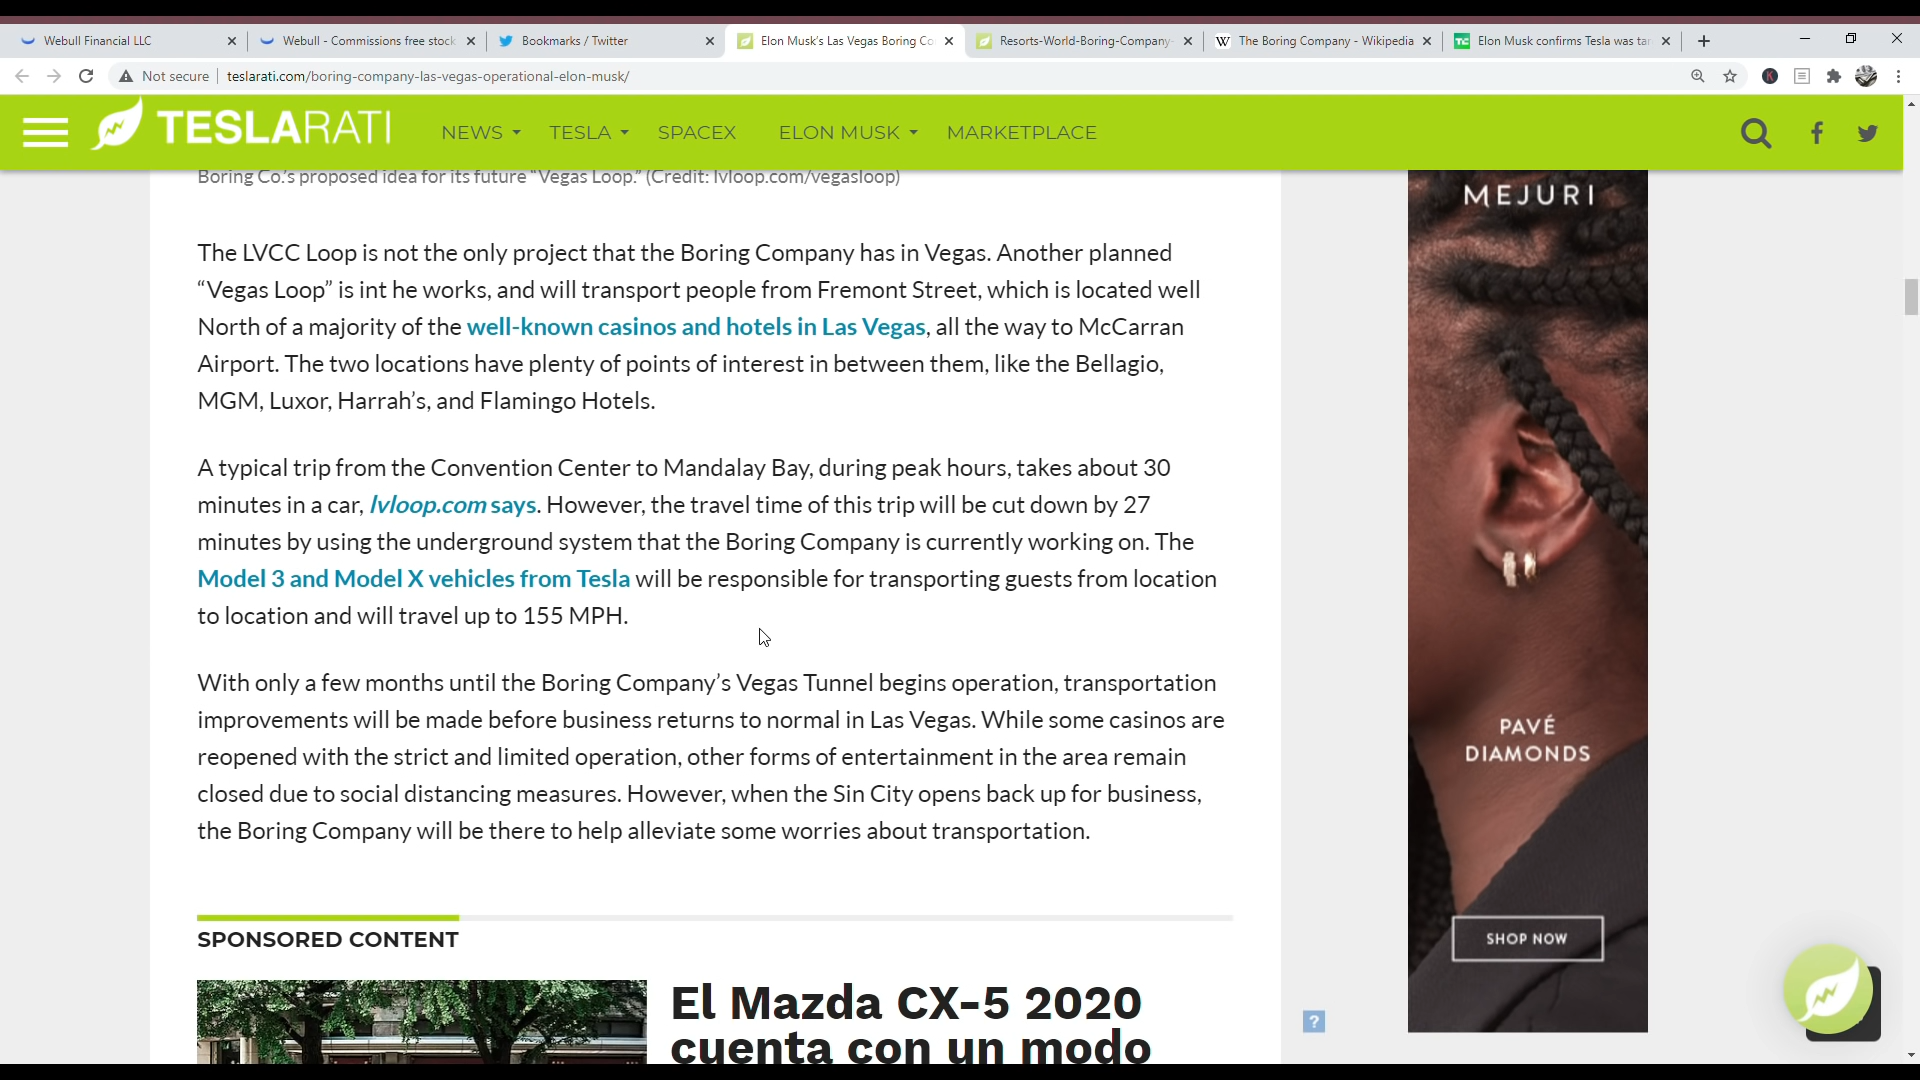 Webull Financial LLC
Webull - Commissions free stock
Bookmarks / Twitter
Elon Musk's Las Vegas Boring Co
Resorts-World-Boring-Company-
The Boring Company - Wikipedia
Elon Musk confirms Tesla was tar
Not secure
teslarati.com/boring-company-las-vegas-operational-elon-musk/
TESLARATI
NEWS
TESLA
SPACEX
ELON MUSK
MARKETPLACE
Boring Co.'s proposed idea for its future “Vegas Loop.” (Credit: lvloop.com/vegasloop)
The LVCC Loop is not the only project that the Boring Company has in Vegas. Another planned
“Vegas Loop” is int he works, and will transport people from Fremont Street, which is located well
North of a majority of the well-known casinos and hotels in Las Vegas, all the way to McCarran
Airport. The two locations have plenty of points of interest in between them, like the Bellagio,
MGM, Luxor, Harrah’s, and Flamingo Hotels.
A typical trip from the Convention Center to Mandalay Bay, during peak hours, takes about 30
minutes in a car, lvloop.com says. However, the travel time of this trip will be cut down by 27
minutes by using the underground system that the Boring Company is currently working on. The
Model 3 and Model X vehicles from Tesla will be responsible for transporting guests from location
to location and will travel up to 155 MPH.
With only a few months until the Boring Company’s Vegas Tunnel begins operation, transportation
improvements will be made before business returns to normal in Las Vegas. While some casinos are
reopened with the strict and limited operation, other forms of entertainment in the area remain
closed due to social distancing measures. However, when the Sin City opens back up for business,
the Boring Company will be there to help alleviate some worries about transportation.
SPONSORED CONTENT
El Mazda CX-5 2020
cuenta con un modo
MEJURI
PAVÉ
DIAMONDS
SHOP NOW